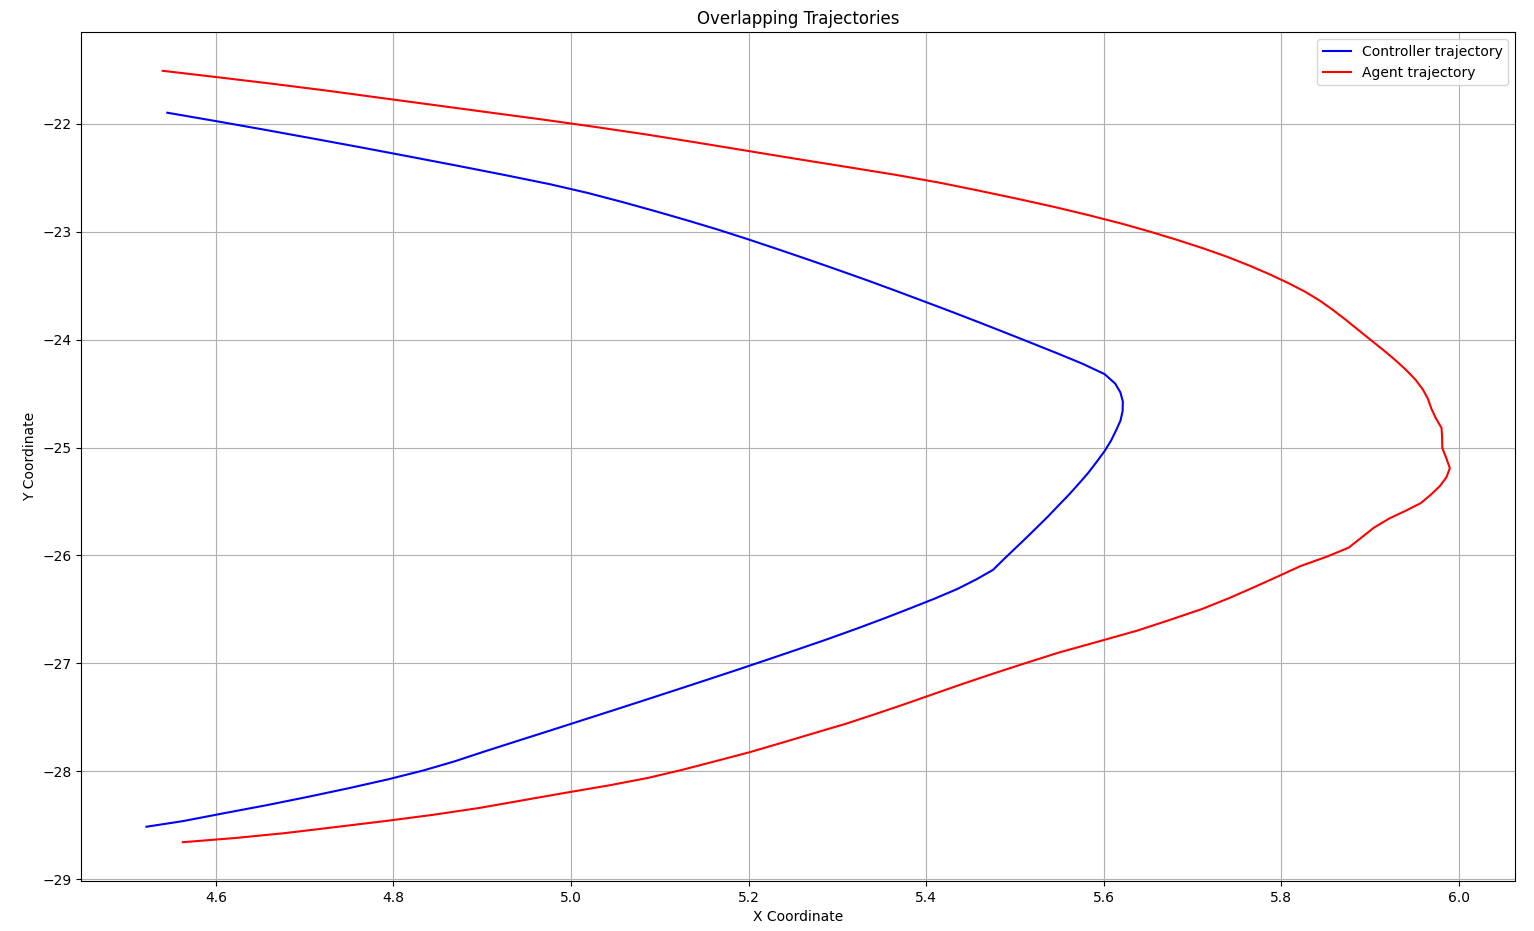 Overlapping Trajectories
Controller trajectory
Agent trajectory
Y Coordinate
−22
−23
−24
−25
−26
−27
−28
−29
4.6 4.8 5.0 5.2 5.4 5.6 5.8 6.0
X Coordinate